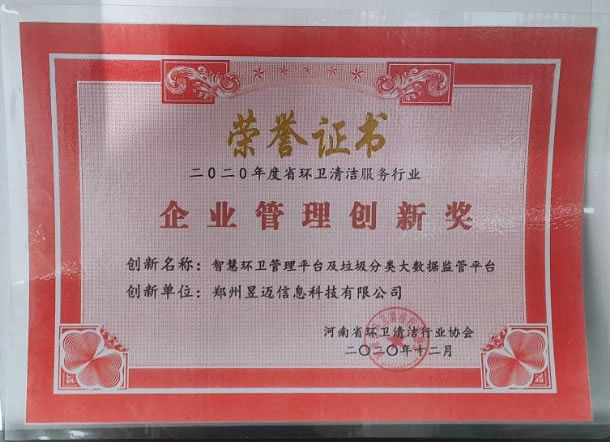 荣誉证书
二〇二〇年度省环卫清洁服务行业
企业管理创新奖
创新名称：智慧环卫管理平台及垃圾分类大数据监管平台
创新单位：郑州昱迈信息科技有限公司
河南省环卫清洁行业协会
二〇二〇年十二月